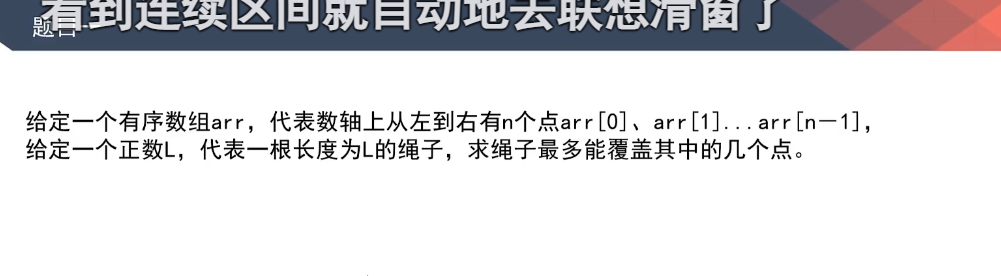 看到连续区间就自动地去联想滑窗了
题目-
给定一个有序数组arr，代表数轴上从左到右有n个点arr[0]、arr[1]...arr[n－1]，
给定一个正数L，代表一根长度为L的绳子，求绳子最多能覆盖其中的几个点。